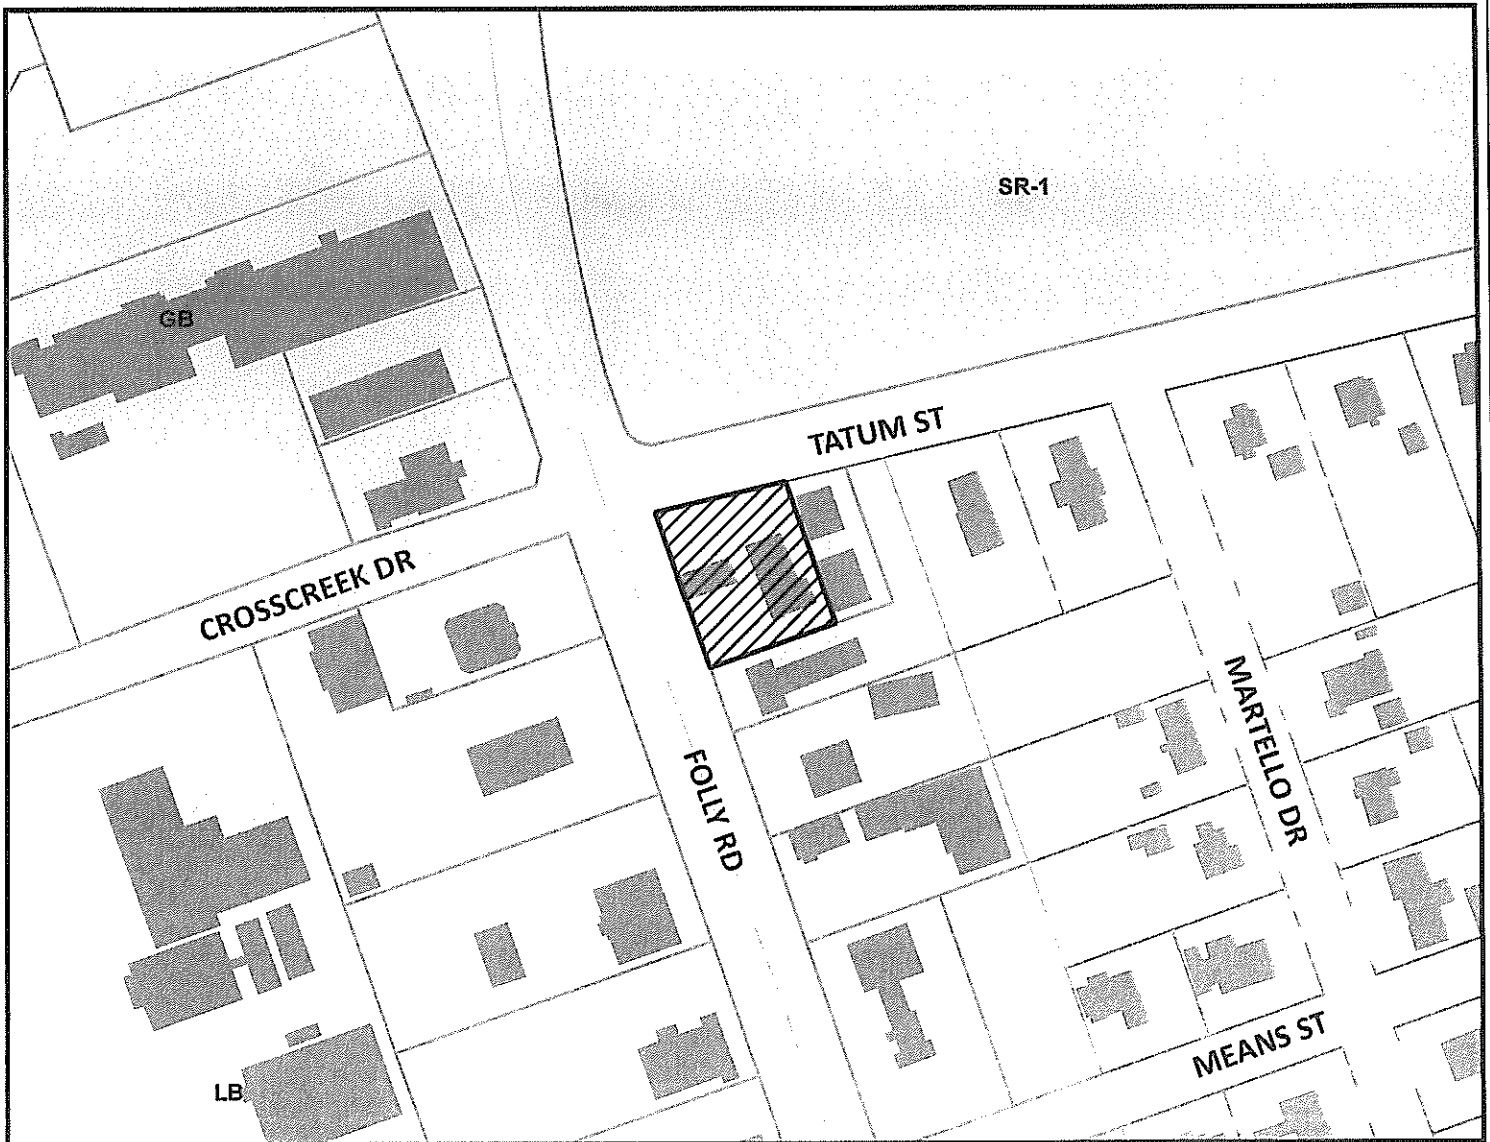 SR-1
GB
TATUM ST
CROSSCREEK DR
MARTELLO DR
FOLLY RD
MEANS ST
LB